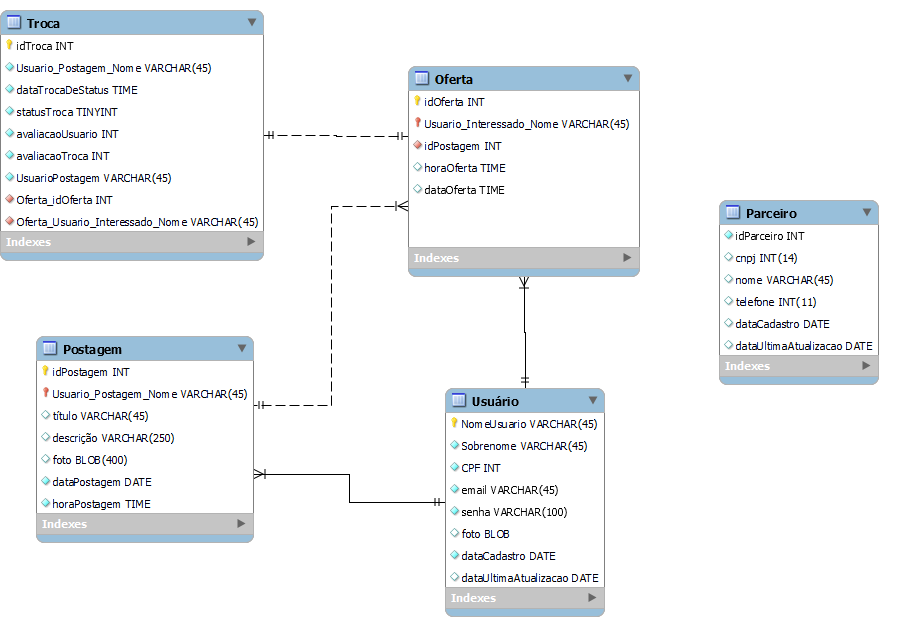 Troca
idTroca INT
Usuario_Postagem_Nome VARCHAR(45)
dataTrocaDeStatus TIME
statusTroca TINYINT
avaliacaoUsuario INT
avaliacaoTroca INT
UsuarioPostagem VARCHAR(45)
Oferta_idOferta INT
Oferta_Usuario_Interessado_Nome VARCHAR(45)
Indexes
Oferta
idOferta INT
Usuario_Interessado_Nome VARCHAR(45)
idPostagem INT
horaOferta TIME
dataOferta TIME
Indexes
Parceiro
idParceiro INT
cnpj INT(14)
nome VARCHAR(45)
telefone INT(11)
dataCadastro DATE
dataUltimaAtualizacao DATE
Indexes
Postagem
idPostagem INT
Usuario_Postagem_Nome VARCHAR(45)
título VARCHAR(45)
descrição VARCHAR(250)
foto BLOB(400)
dataPostagem DATE
horaPostagem TIME
Indexes
Usuário
NomeUsuario VARCHAR(45)
Sobrenome VARCHAR(45)
CPF INT
email VARCHAR(45)
senha VARCHAR(100)
foto BLOB
dataCadastro DATE
dataUltimaAtualizacao DATE
Indexes